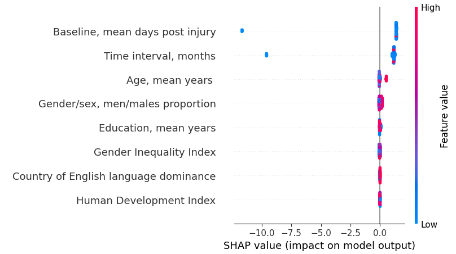 High
Baseline, mean days post injury
Time interval, months
Age, mean years
Gender/sex, men/males proportion
Education, mean years
Gender Inequality Index
Country of English language dominance
Human Development Index
Feature value
Low
−10.0 −7.5 −5.0 −2.5 0.0
SHAP value (impact on model output)